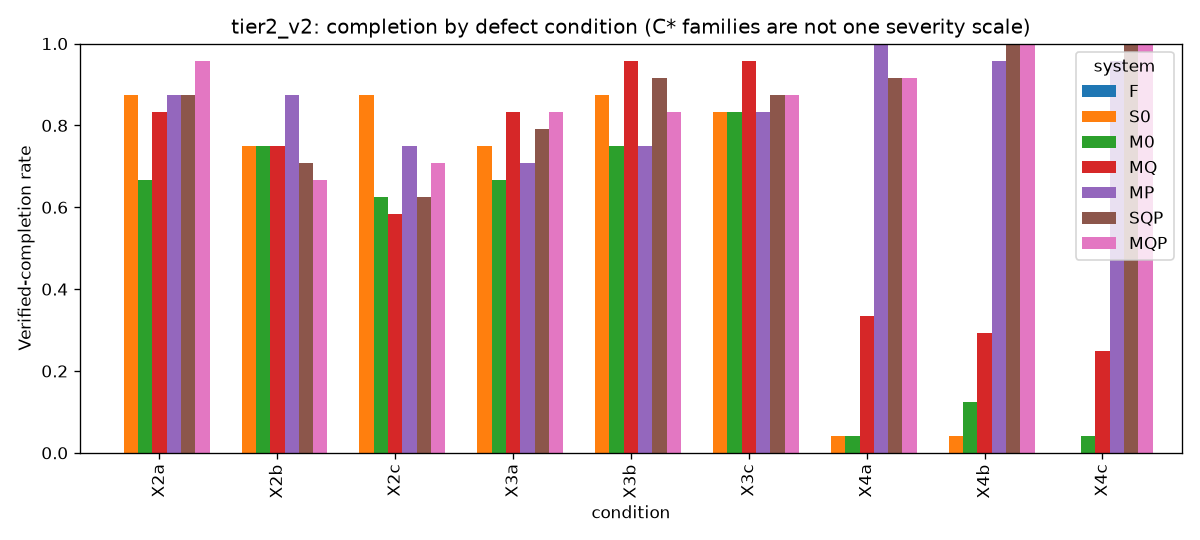 tier2_v2: completion by defect condition (C* families are not one severity scale)
Verified-completion rate
1.0
0.8
0.6
0.4
0.2
0.0
system
F
S0
M0
MQ
MP
SQP
MQP
X2a
X2b
X2c
X3a
X3b
X3c
X4a
X4b
X4c
condition